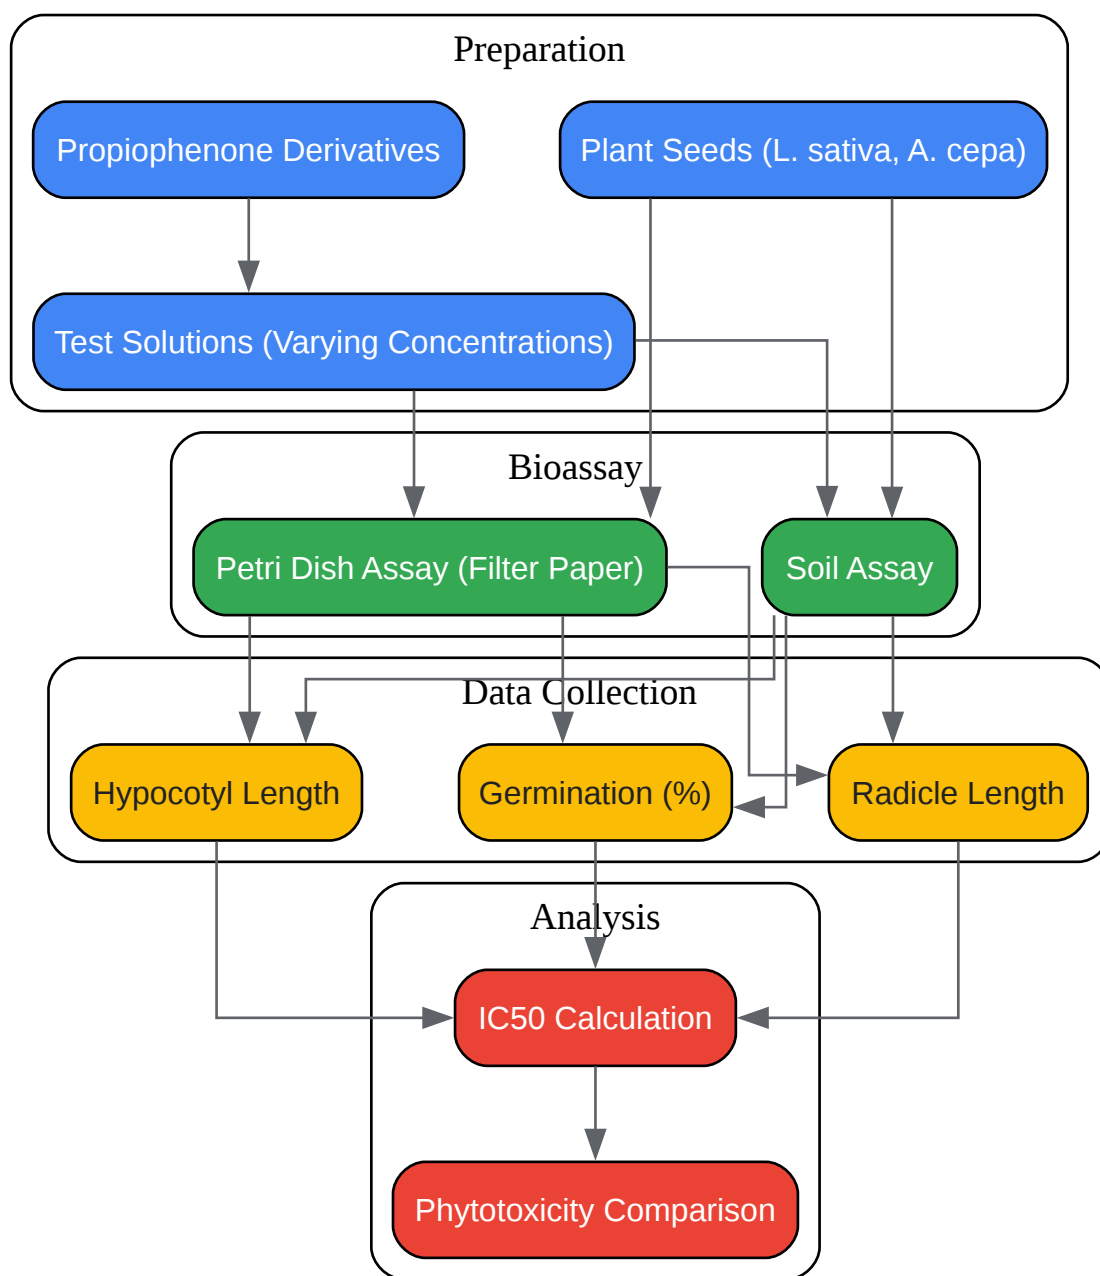 Preparation
Propiophenone Derivatives
Plant Seeds (L. sativa, A. cepa)
Test Solutions (Varying Concentrations)
Bioassay
Petri Dish Assay (Filter Paper)
Soil Assay
Data Collection
Hypocotyl Length
Germination (%)
Radicle Length
Analysis
IC50 Calculation
Phytotoxicity Comparison